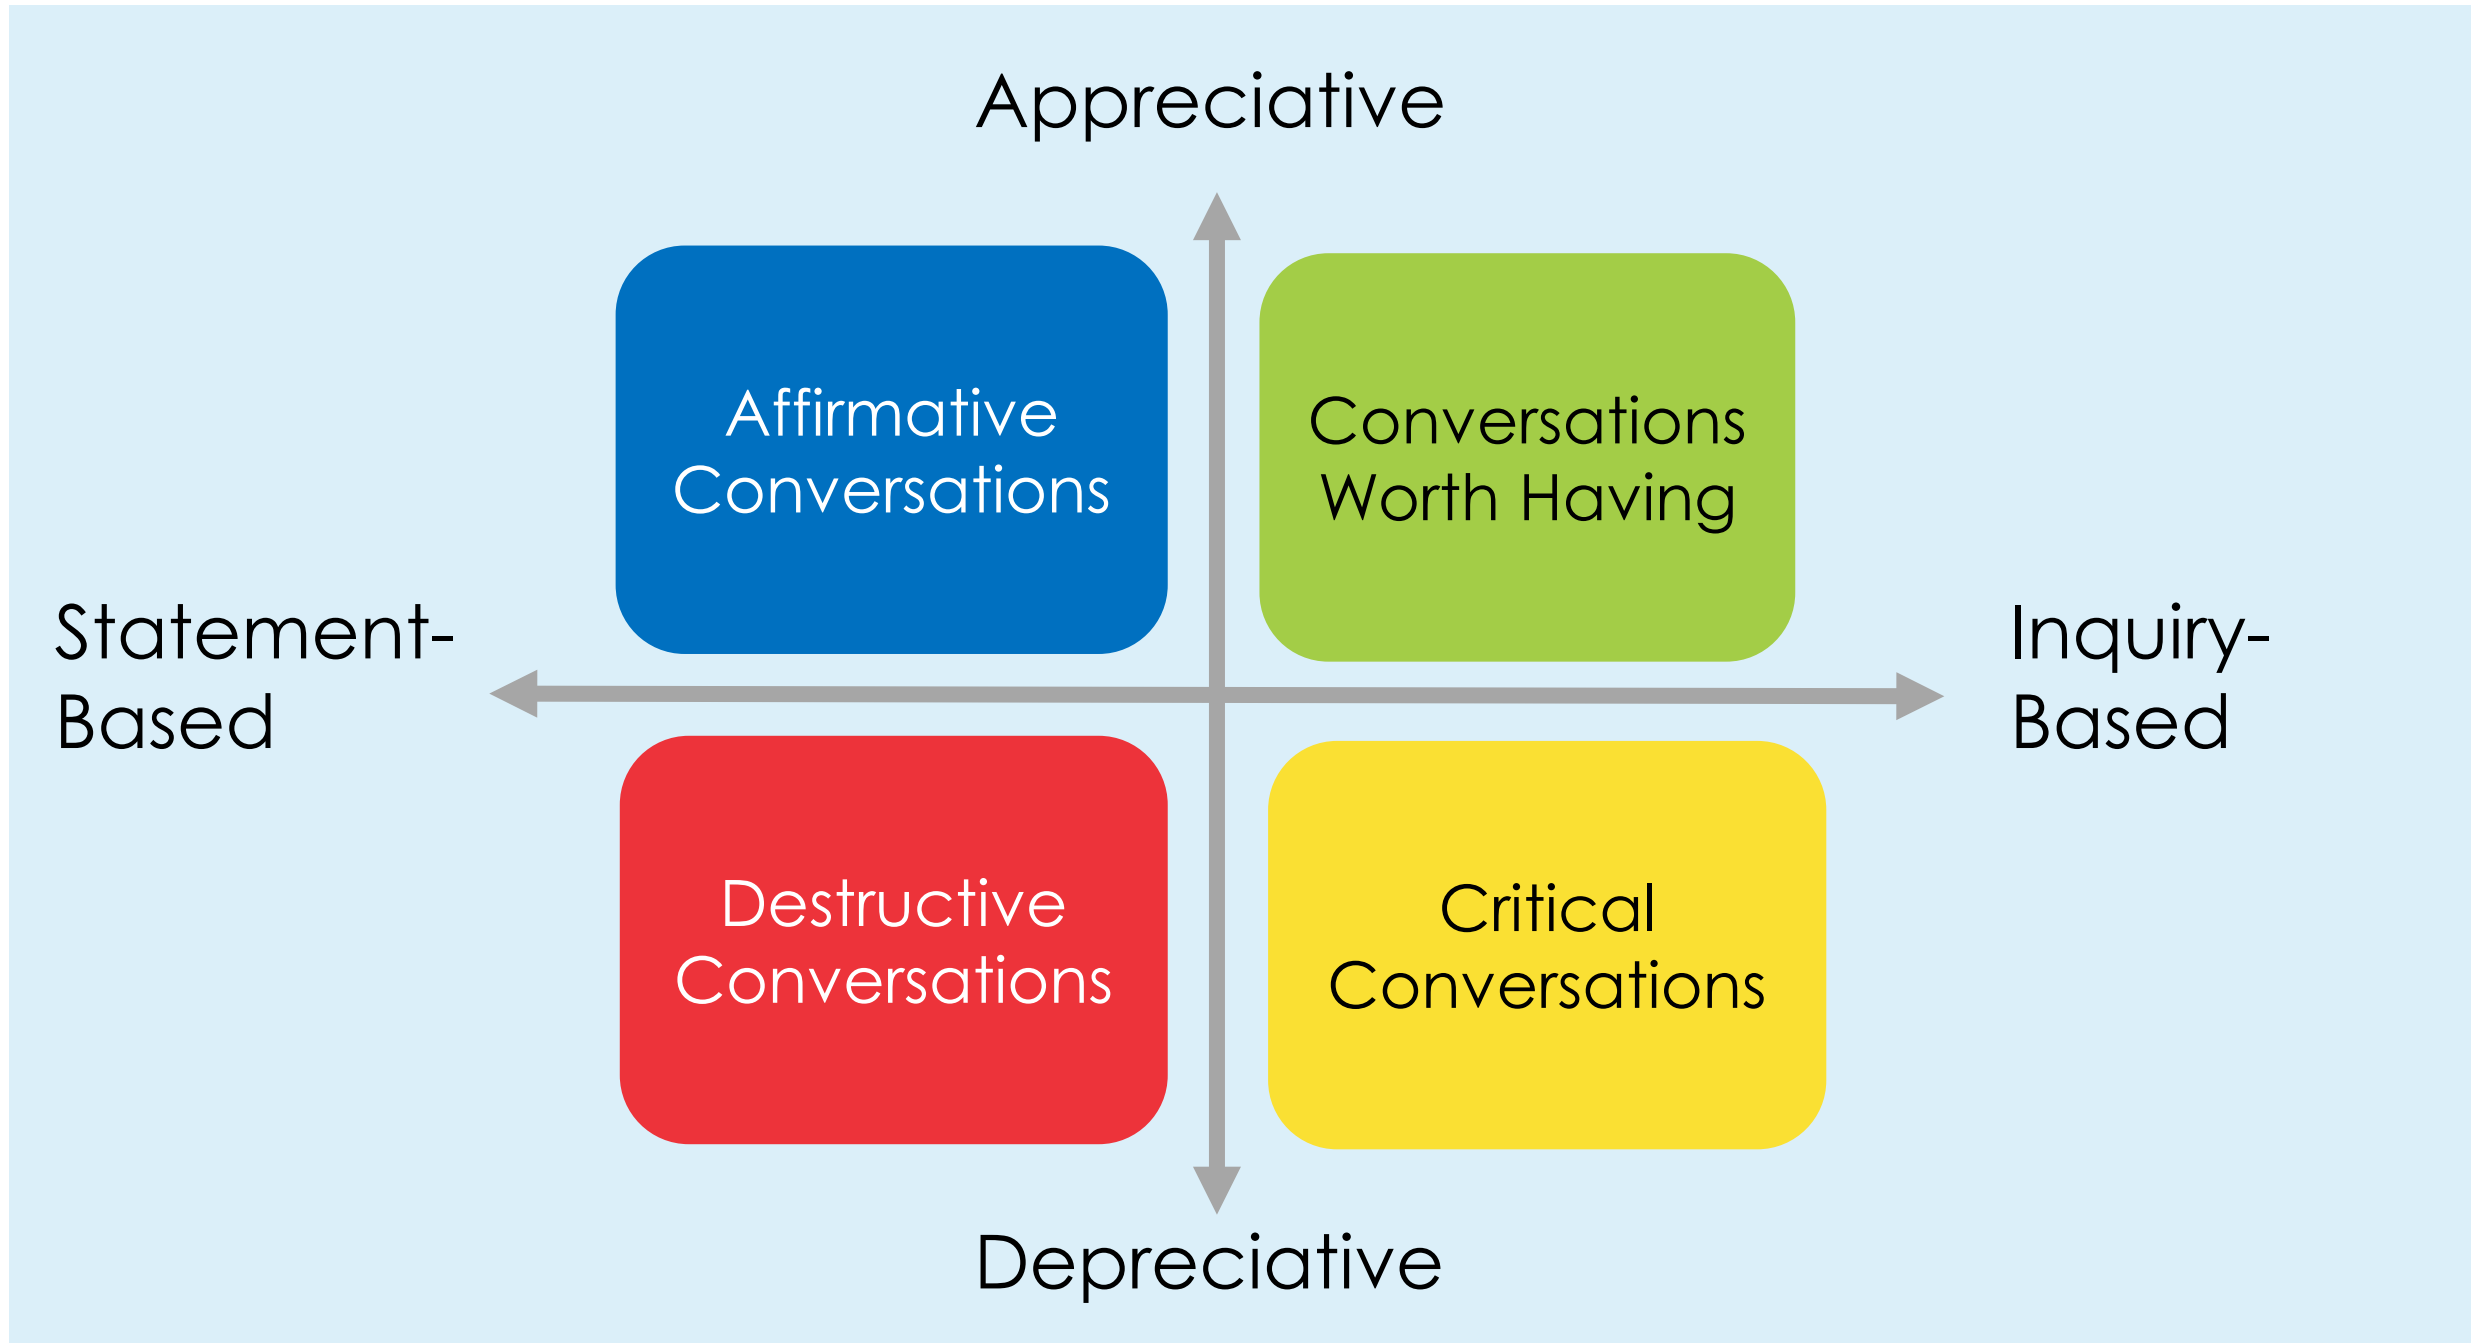 Appreciative
Affirmative
Conversations
Conversations
Worth Having
Statement-
Based
Inquiry-
Based
Destructive
Conversations
Critical
Conversations
Depreciative